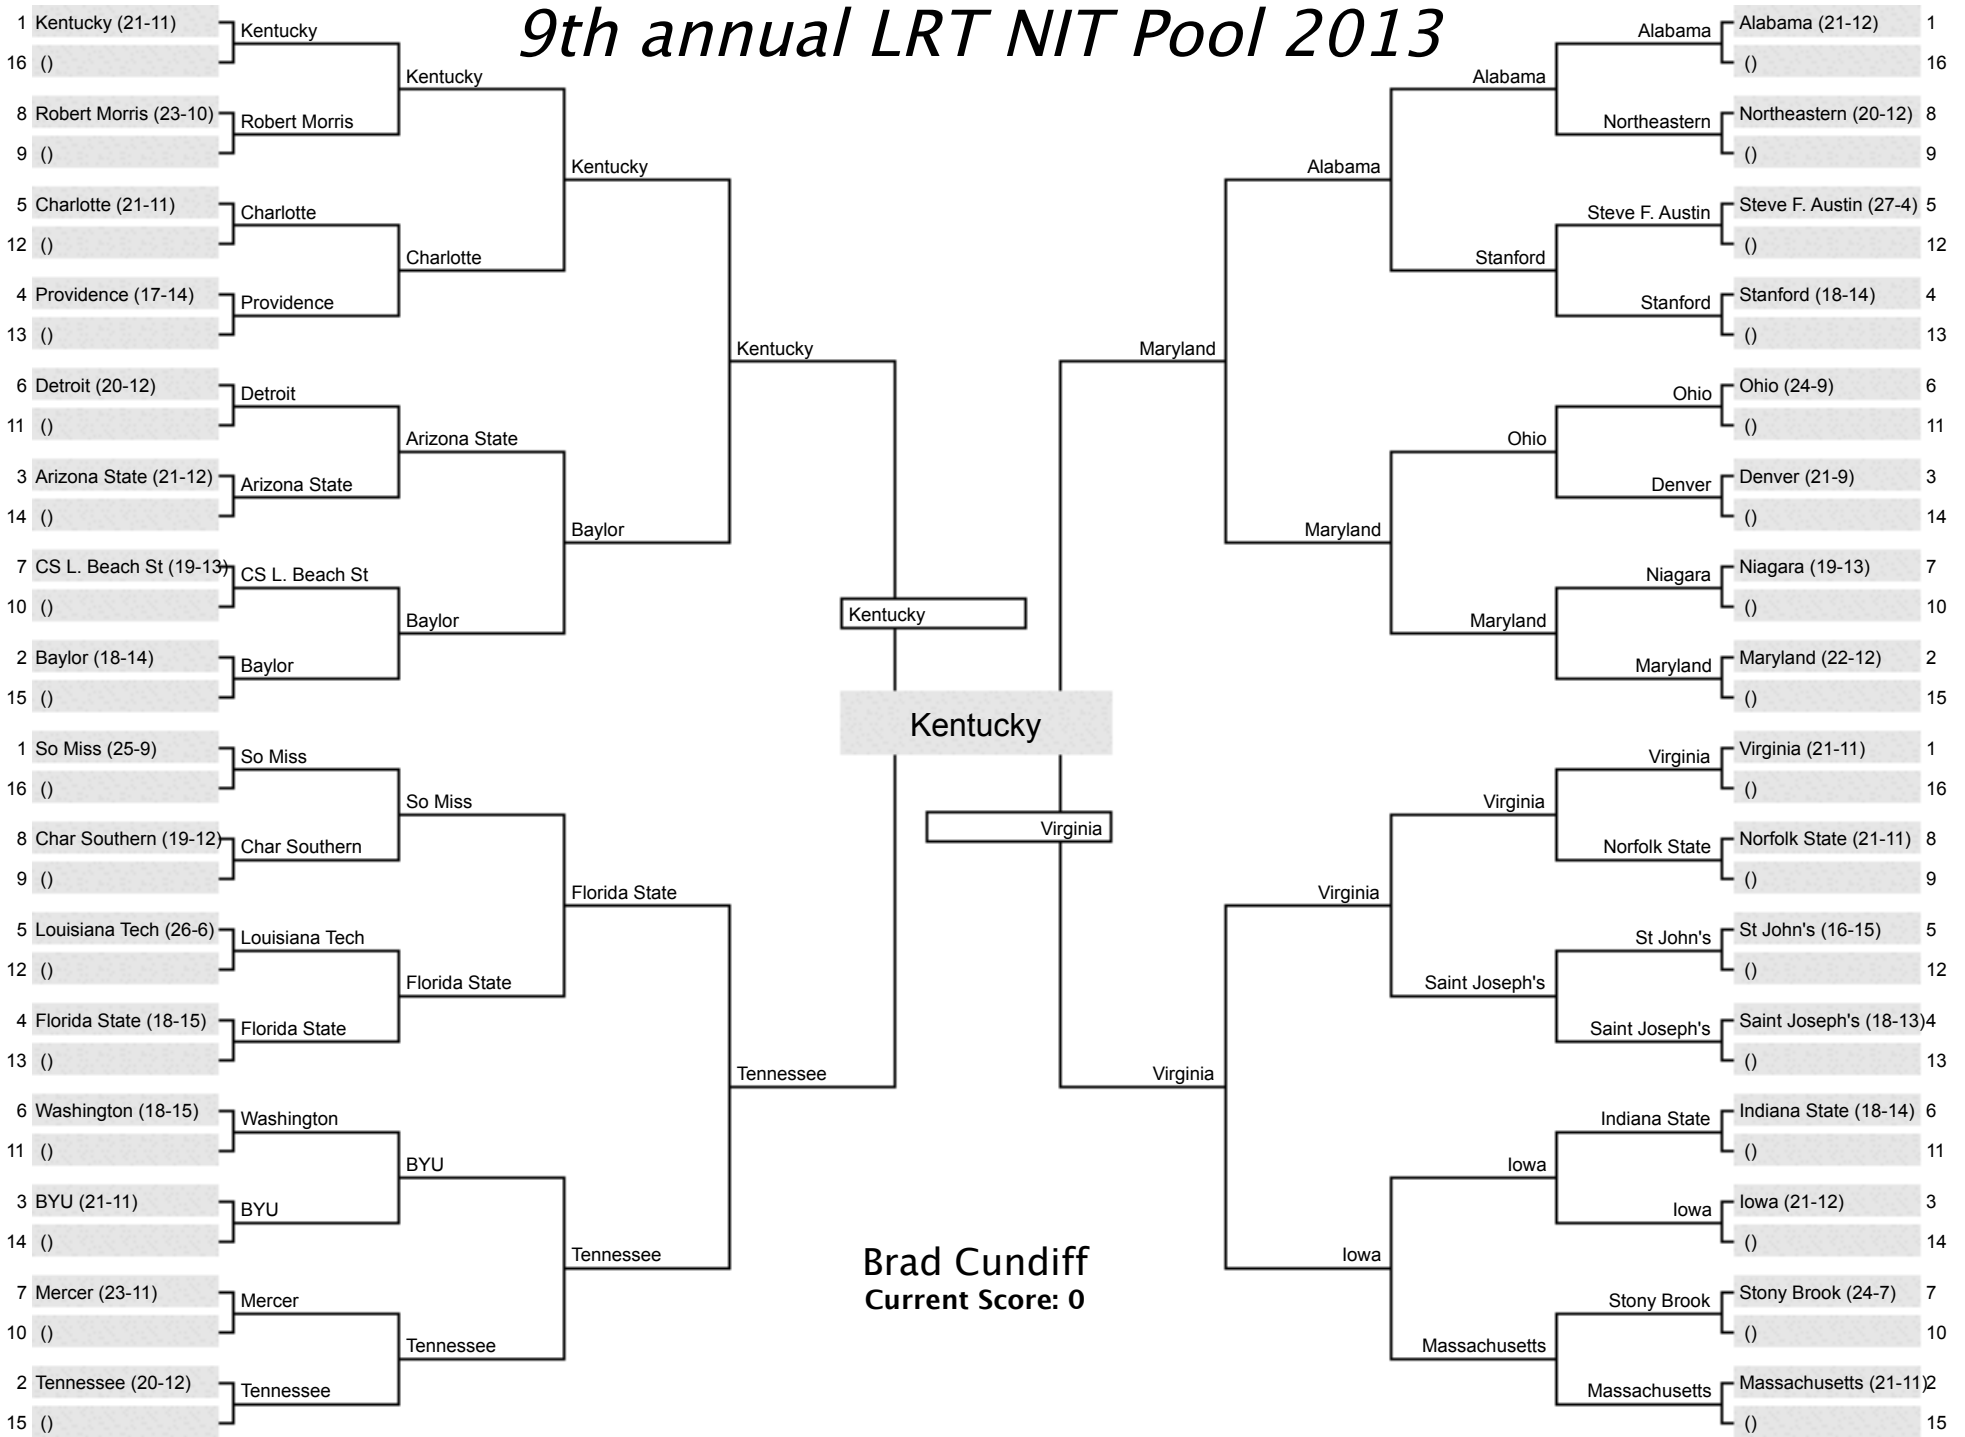 9th annual LRT NIT Pool 2013
1 Kentucky (21-11)
16 ()
8 Robert Morris (23-10)
9 ()
5 Charlotte (21-11)
12 ()
4 Providence (17-14)
13 ()
6 Detroit (20-12)
11 ()
3 Arizona State (21-12)
14 ()
7 CS L. Beach St (19-13)
10 ()
2 Baylor (18-14)
15 ()
1 So Miss (25-9)
16 ()
8 Char Southern (19-12)
9 ()
5 Louisiana Tech (26-6)
12 ()
4 Florida State (18-15)
13 ()
6 Washington (18-15)
11 ()
3 BYU (21-11)
14 ()
7 Mercer (23-11)
10 ()
2 Tennessee (20-12)
15 ()
Kentucky
Robert Morris
Charlotte
Providence
Detroit
Arizona State
CS L. Beach St
Baylor
So Miss
Char Southern
Louisiana Tech
Florida State
Washington
BYU
Mercer
Tennessee
Kentucky
Charlotte
Arizona State
Baylor
So Miss
Florida State
BYU
Tennessee
Kentucky
Baylor
Florida State
Tennessee
Kentucky
Tennessee
Kentucky
Kentucky
Virginia
Brad Cundiff
Current Score: 0
Maryland
Virginia
Alabama
Maryland
Virginia
Iowa
Alabama
Stanford
Ohio
Maryland
Virginia
Saint Joseph's
Iowa
Massachusetts
Alabama
Northeastern
Steve F. Austin
Stanford
Ohio
Denver
Niagara
Maryland
Virginia
Norfolk State
St John's
Saint Joseph's
Indiana State
Iowa
Stony Brook
Massachusetts
Alabama (21-12) 1
() 16
Northeastern (20-12) 8
() 9
Steve F. Austin (27-4) 5
() 12
Stanford (18-14) 4
() 13
Ohio (24-9) 6
() 11
Denver (21-9) 3
() 14
Niagara (19-13) 7
() 10
Maryland (22-12) 2
() 15
Virginia (21-11) 1
() 16
Norfolk State (21-11) 8
() 9
St John's (16-15) 5
() 12
Saint Joseph's (18-13) 4
() 13
Indiana State (18-14) 6
() 11
Iowa (21-12) 3
() 14
Stony Brook (24-7) 7
() 10
Massachusetts (21-11) 2
() 15